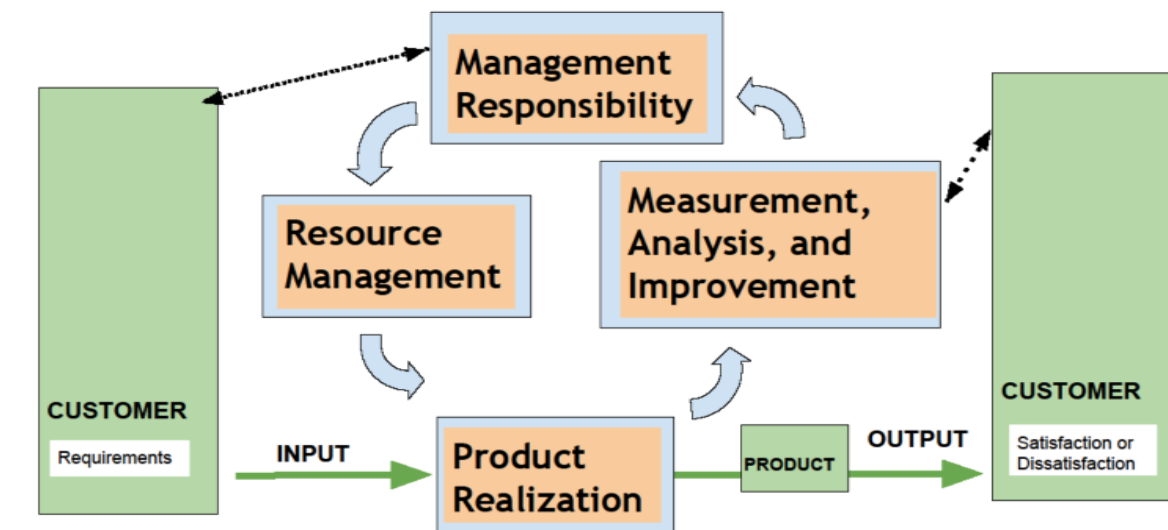 Management
Responsibility
Resource
Management
Measurement,
Analysis, and
Improvement
CUSTOMER
Requirements
INPUT
Product
Realization
PRODUCT
OUTPUT
CUSTOMER
Satisfaction or
Dissatisfaction